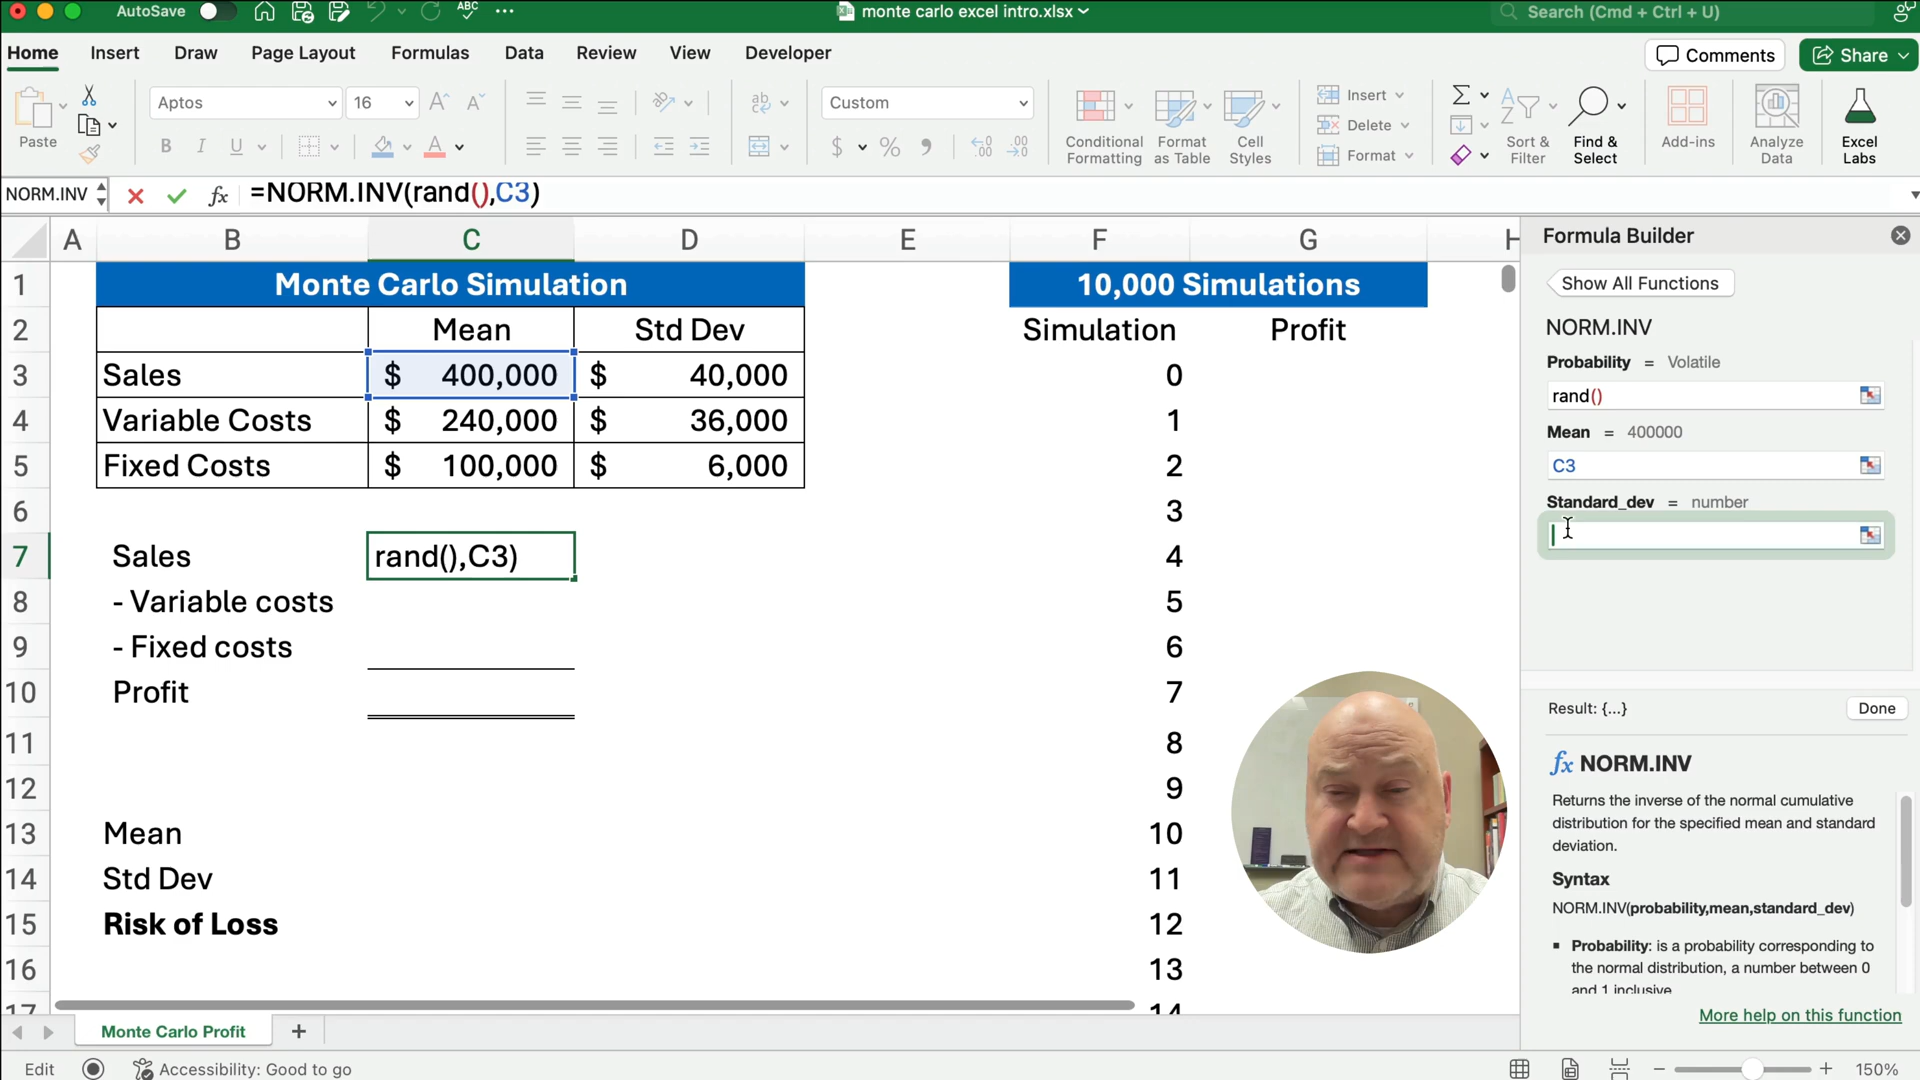 AutoSave
ABC
monte carlo excel intro.xlsx
Search (Cmd + Ctrl + U)
Home Insert Draw Page Layout Formulas Data Review View Developer
Comments
Share
Paste
Aptos
16
A A
B I U A
ab
Custom
$ % 9
Conditional Formatting
Format as Table
Cell Styles
Insert
Delete
Format
Sort & Filter
Find & Select
Add-ins
Analyze Data
Excel Labs
NORM.INV
fx
=NORM.INV(rand(),C3)
A B C D E F G H
1 Monte Carlo Simulation 10,000 Simulations
2 Mean Std Dev Simulation Profit
3 Sales $ 400,000 $ 40,000 0
4 Variable Costs $ 240,000 $ 36,000 1
5 Fixed Costs $ 100,000 $ 6,000 2
6 3
7 Sales rand(),C3) 4
8 - Variable costs 5
9 - Fixed costs 6
10 Profit 7
11 8
12 9
13 Mean 10
14 Std Dev 11
15 Risk of Loss 12
16 13
17 14
Formula Builder
Show All Functions
NORM.INV
Probability = Volatile
rand()
Mean = 400000
C3
Standard_dev = number
Result: {...}
Done
fx NORM.INV
Returns the inverse of the normal cumulative
distribution for the specified mean and standard
deviation.
Syntax
NORM.INV(probability,mean,standard_dev)
▪ Probability: is a probability corresponding to
the normal distribution, a number between 0
and 1 inclusive
More help on this function
Monte Carlo Profit
+
Edit
Accessibility: Good to go
− + 150%